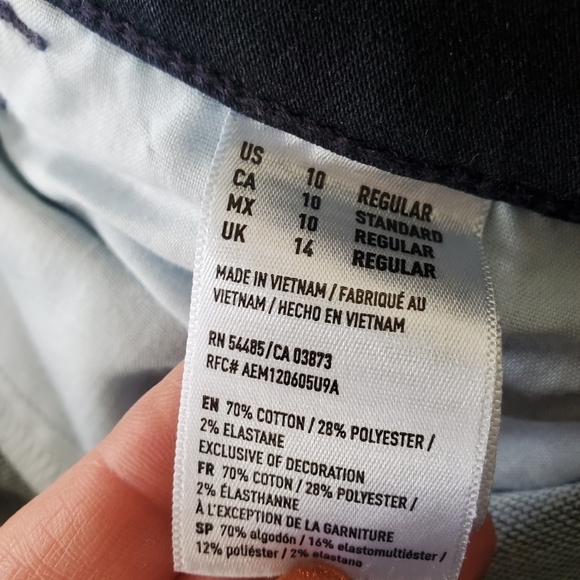 US 10 REGULAR
CA 10 STANDARD
MX 10 REGULAR
UK 14 REGULAR
MADE IN VIETNAM / FABRIQUÉ AU
VIETNAM / HECHO EN VIETNAM
RN 54485/CA 03873
RFC# AEM120605U9A
EN 70% COTTON / 28% POLYESTER /
2% ELASTANE
EXCLUSIVE OF DECORATION
FR 70% COTON / 28% POLYESTER /
2% ÉLASTHANNE
À L'EXCEPTION DE LA GARNITURE
SP 70% algodón / 16% elastomultiéster /
12% poliéster / 2% elastano